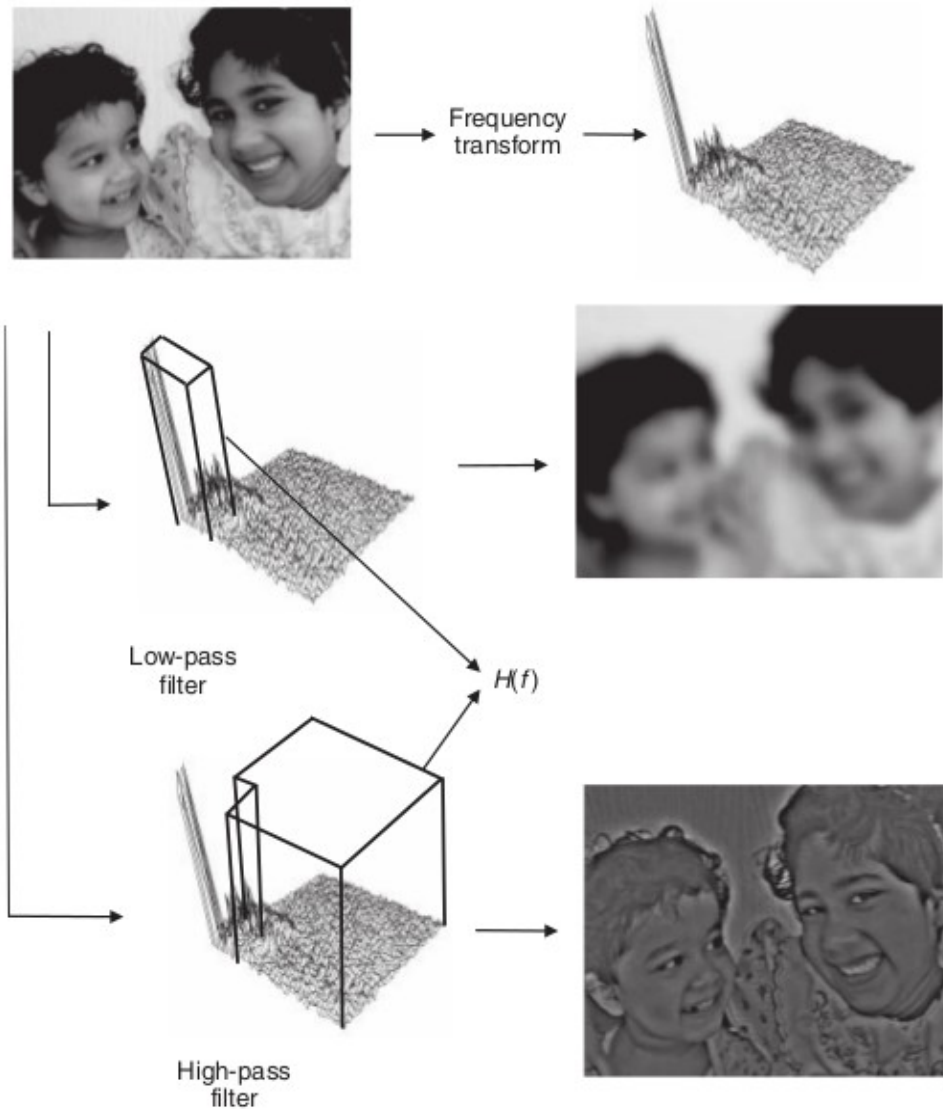 Frequency
transform
Low-pass
filter
H(f)
High-pass
filter